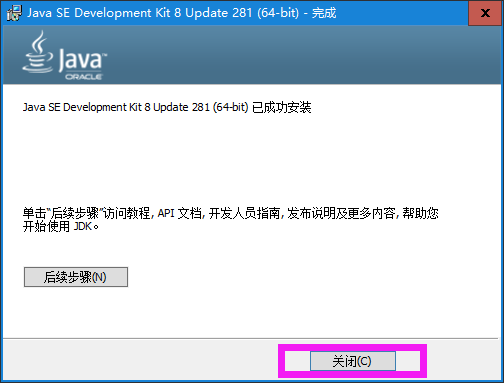 Java SE Development Kit 8 Update 281 (64-bit) - 完成
Java™
ORACLE
Java SE Development Kit 8 Update 281 (64-bit) 已成功安装
单击“后续步骤”访问教程, API 文档, 开发人员指南, 发布说明及更多内容, 帮助您
开始使用 JDK。
后续步骤(N)
关闭(C)